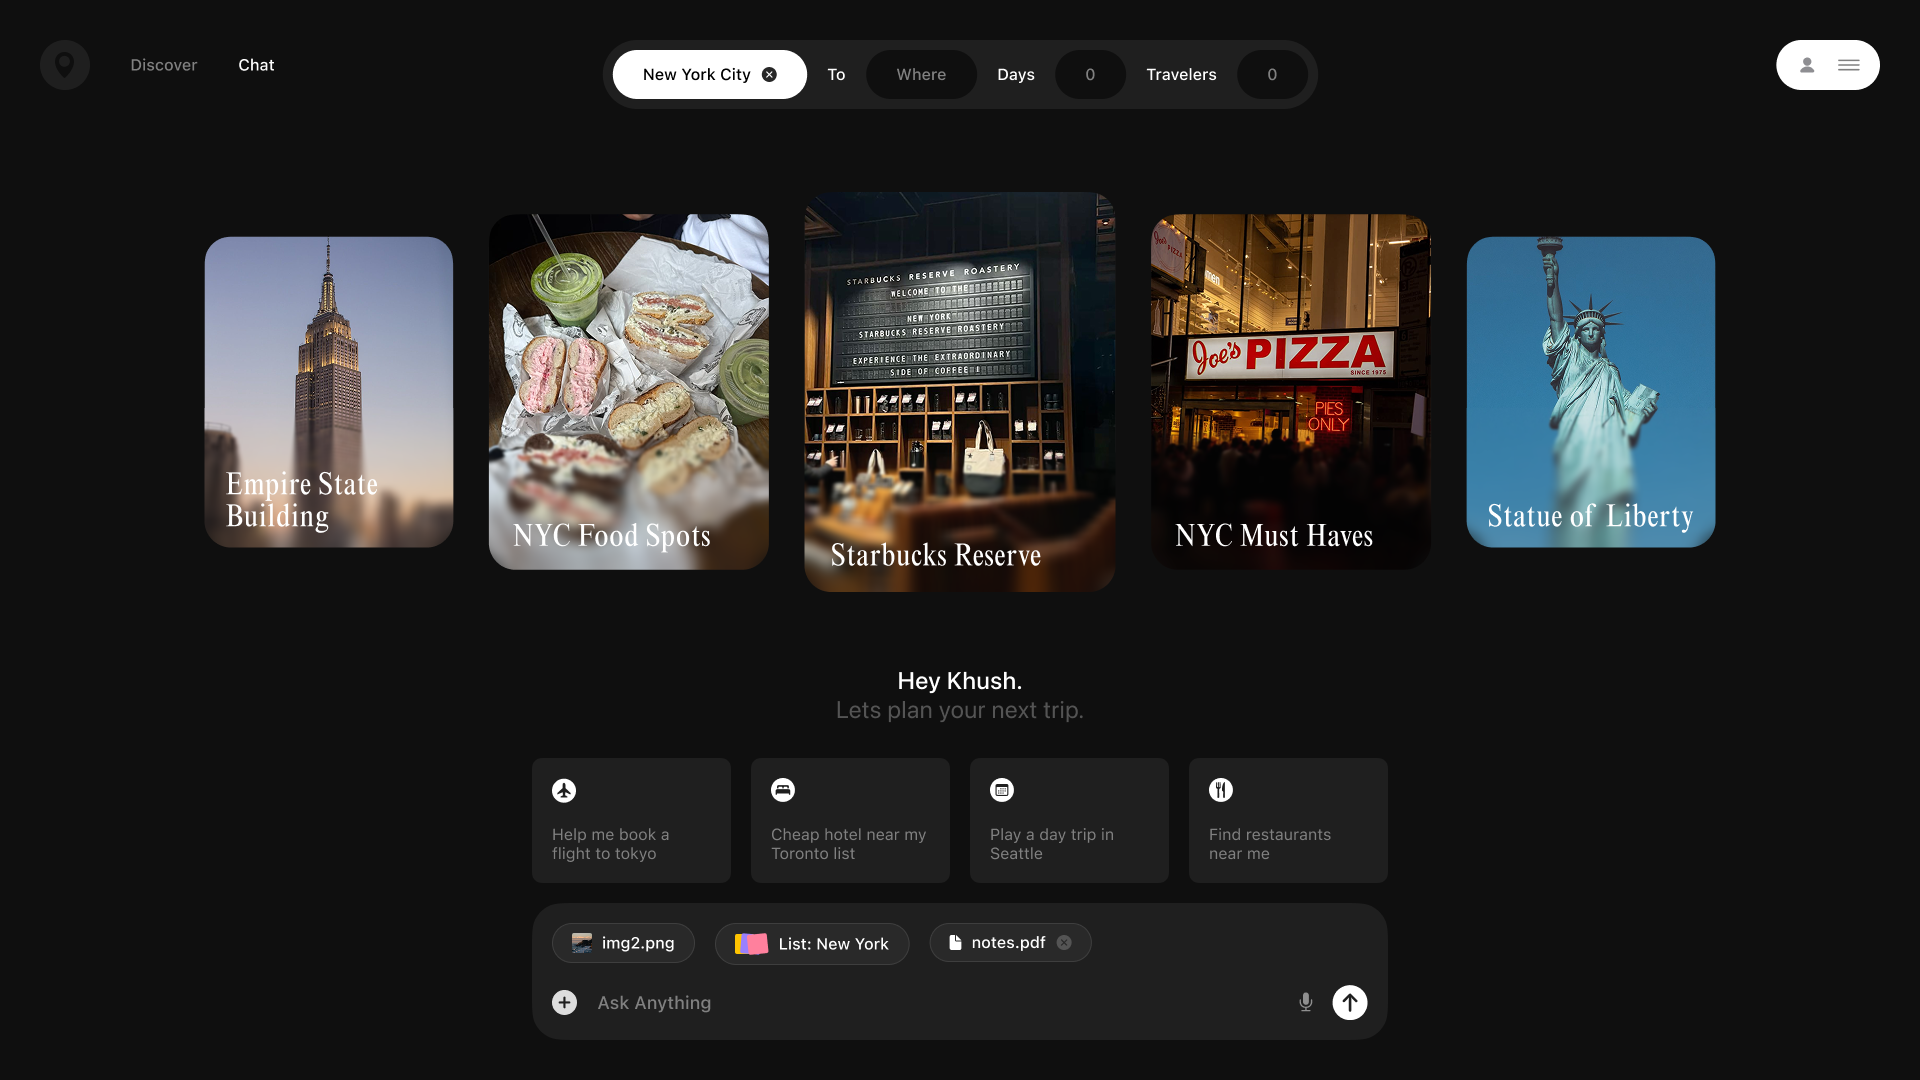 Discover
Chat
New York City
To
Where
Days
0
Travelers
0
Empire State
Building
NYC Food Spots
STARBUCKS RESERVE ROASTERY
WELCOME TO THE
NEW YORK
STARBUCKS RESERVE ROASTERY
EXPERIENCE THE EXTRAORDINARY
SIDE OF COFFEE
Starbucks Reserve
Joe's
PIZZA
men
Joe's PIZZA
SINCE 1975
PIES
ONLY
NYC Must Haves
Statue of Liberty
Hey Khush.
Lets plan your next trip.
Help me book a
flight to tokyo
Cheap hotel near my
Toronto list
Play a day trip in
Seattle
Find restaurants
near me
img2.png
List: New York
notes.pdf
Ask Anything